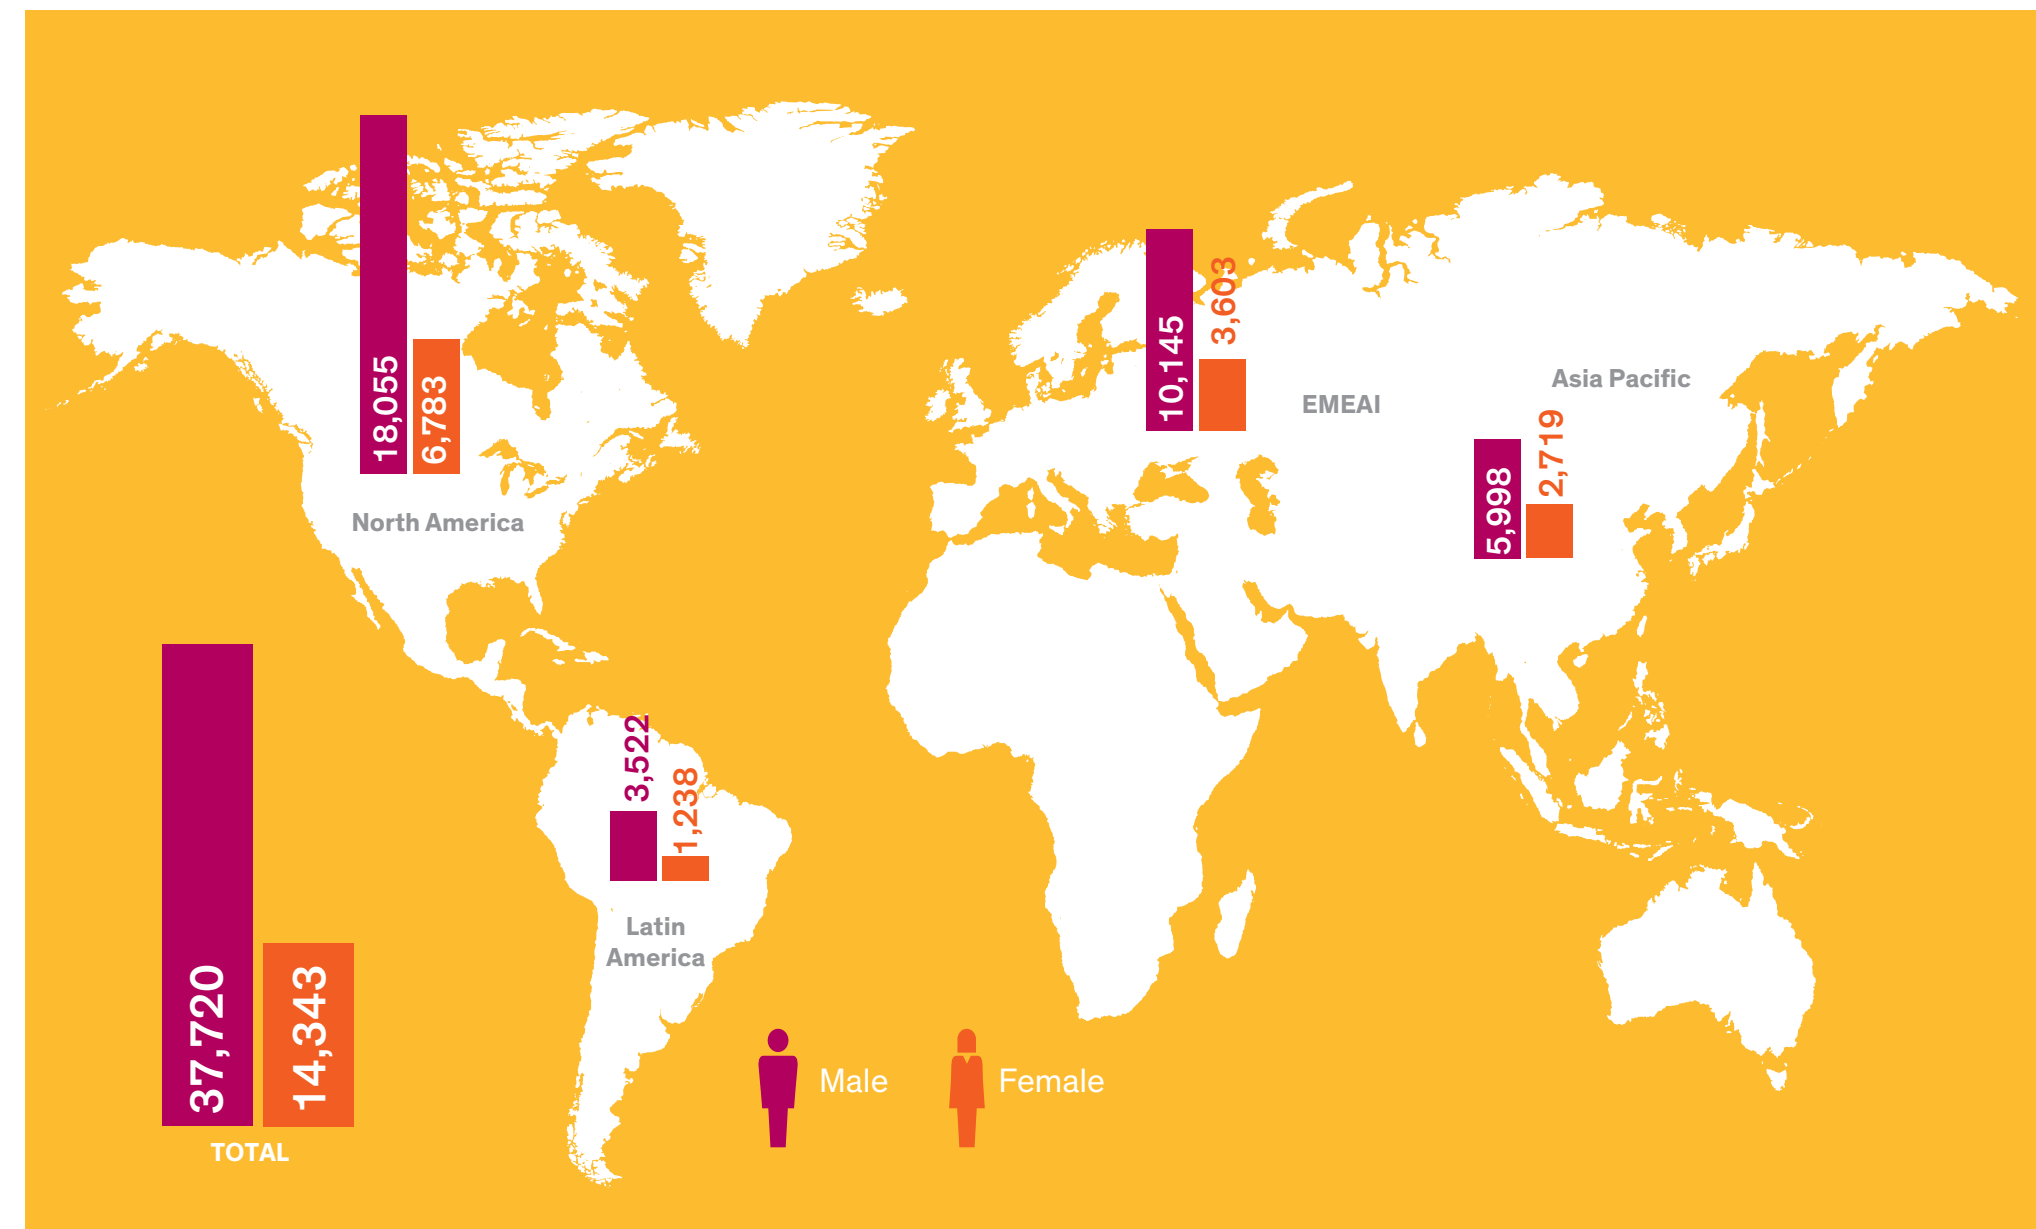 18,055
6,783
North America
10,145
3,603
EMEAI
Asia Pacific
5,998
2,719
3,522
1,238
Latin
America
37,720
14,343
TOTAL
Male
Female